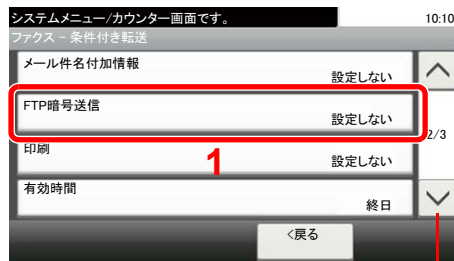 システムメニュー/カウンター画面です。 10:10
ファクス - 条件付き転送
メール件名付加情報
設定しない
FTP暗号送信
設定しない
2/3
印刷
設定しない
1
有効時間
終日
<戻る